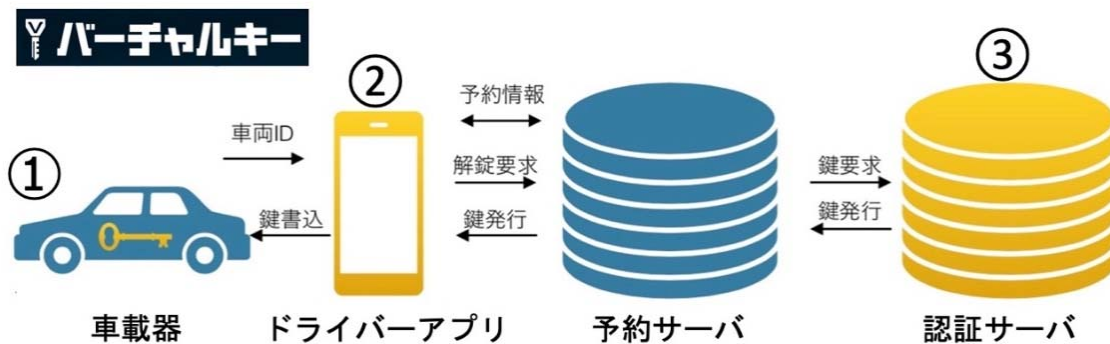 バーチャルキー
① ② ③
車両ID
予約情報
解錠要求
鍵要求
鍵書込
鍵発行
鍵発行
車載器
ドライバーアプリ
予約サーバ
認証サーバ